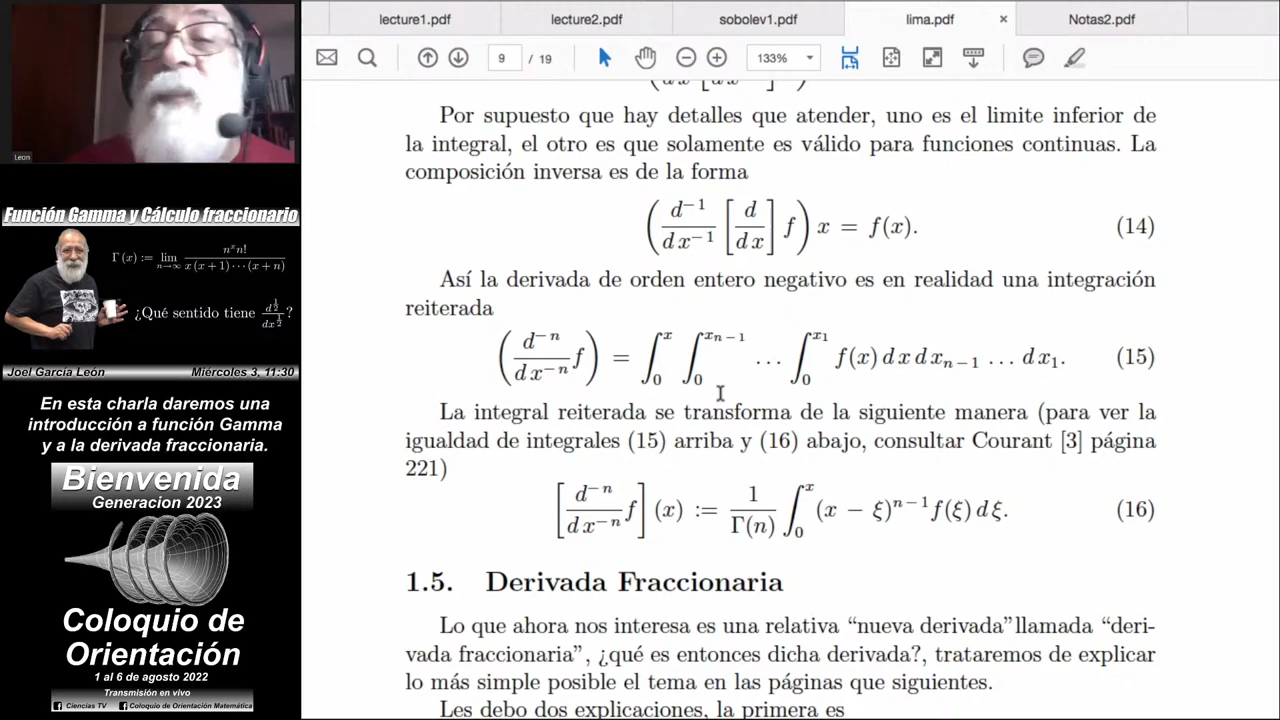 lecture1.pdf
lecture2.pdf
sobolev1.pdf
lima.pdf
×
Notas2.pdf
9 / 19
133%
Por supuesto que hay detalles que atender, uno es el limite inferior de
la integral, el otro es que solamente es válido para funciones continuas. La
composición inversa es de la forma
(d^{-1}/dx^{-1} [d/dx] f) x = f(x). (14)
Así la derivada de orden entero negativo es en realidad una integración
reiterada
(d^{-n}/dx^{-n} f) = ∫_0^x ∫_0^{x_{n-1}} … ∫_0^{x_1} f(x) dx dx_{n-1} … dx_1. (15)
La integral reiterada se transforma de la siguiente manera (para ver la
igualdad de integrales (15) arriba y (16) abajo, consultar Courant [3] página
221)
[d^{-n}/dx^{-n} f] (x) := 1/Γ(n) ∫_0^x (x − ξ)^{n−1} f(ξ) dξ. (16)
1.5. Derivada Fraccionaria
Lo que ahora nos interesa es una relativa “nueva derivada”llamada “deri-
vada fraccionaria”, ¿qué es entonces dicha derivada?, trataremos de explicar
lo más simple posible el tema en las páginas que siguientes.
Les debo dos explicaciones, la primera es
Leon
Función Gamma y Cálculo fraccionario
Γ(x) := lim_{n→∞} n^x n! / x(x+1)···(x+n)
¿Qué sentido tiene d^{1/2}/dx^{1/2}?
Joel García León Miércoles 3, 11:30
En esta charla daremos una
introducción a función Gamma
y a la derivada fraccionaria.
Bienvenida
Generacion 2023
Coloquio de
Orientación
1 al 6 de agosto 2022
Transmisión en vivo
Ciencias TV Coloquio de Orientación Matemática